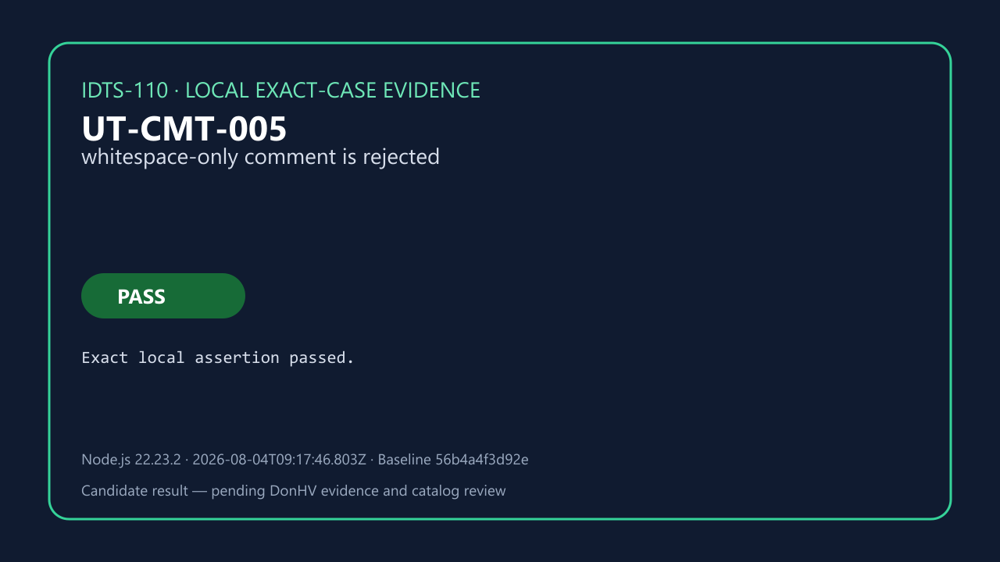 IDTS-110 · LOCAL EXACT-CASE EVIDENCE
UT-CMT-005
whitespace-only comment is rejected
PASS
Exact local assertion passed.
Node.js 22.23.2 · 2026-08-04T09:17:46.803Z · Baseline 56b4a4f3d92e
Candidate result — pending DonHV evidence and catalog review